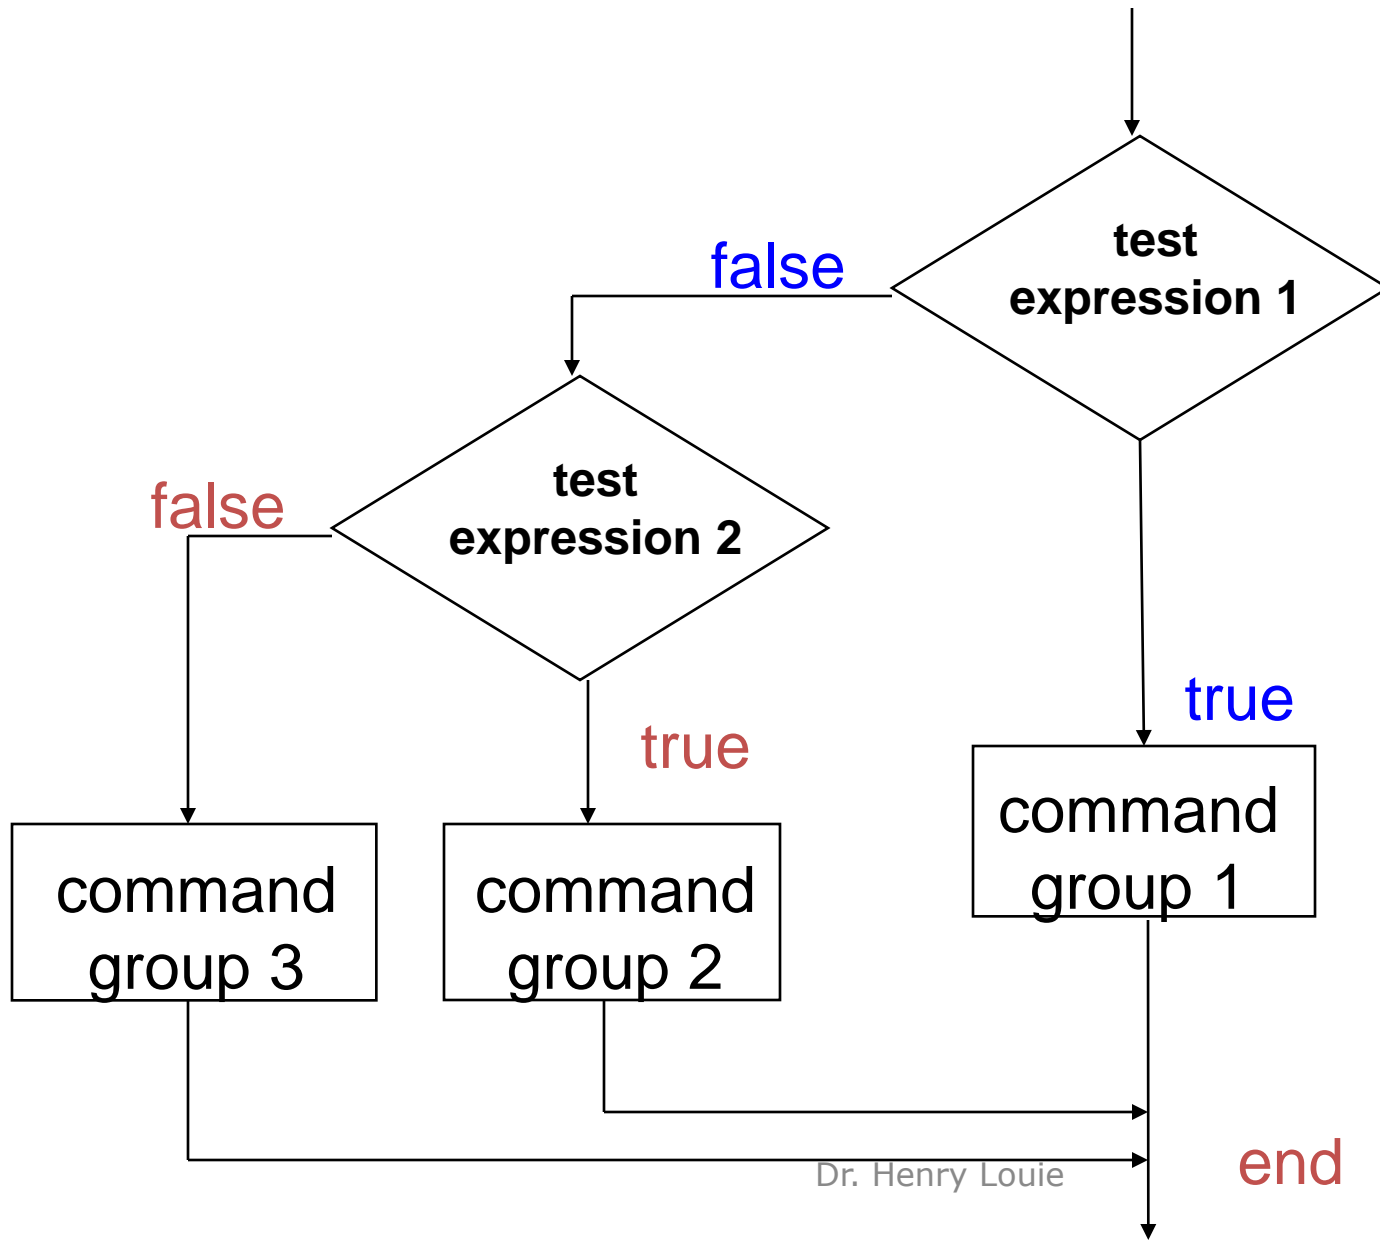 test
expression 1
false
test
expression 2
false
true
true
command
group 1
command
group 2
command
group 3
Dr. Henry Louie
end